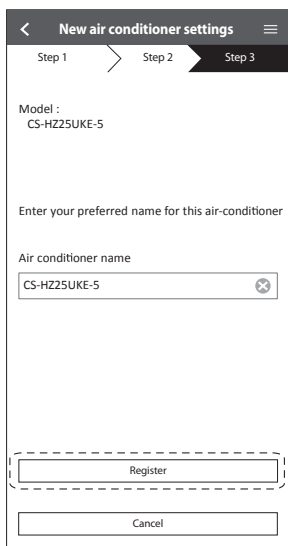 New air conditioner settings
Step 1 Step 2 Step 3
Model :
CS-HZ25UKE-5
Enter your preferred name for this air-conditioner
Air conditioner name
CS-HZ25UKE-5
Register
Cancel